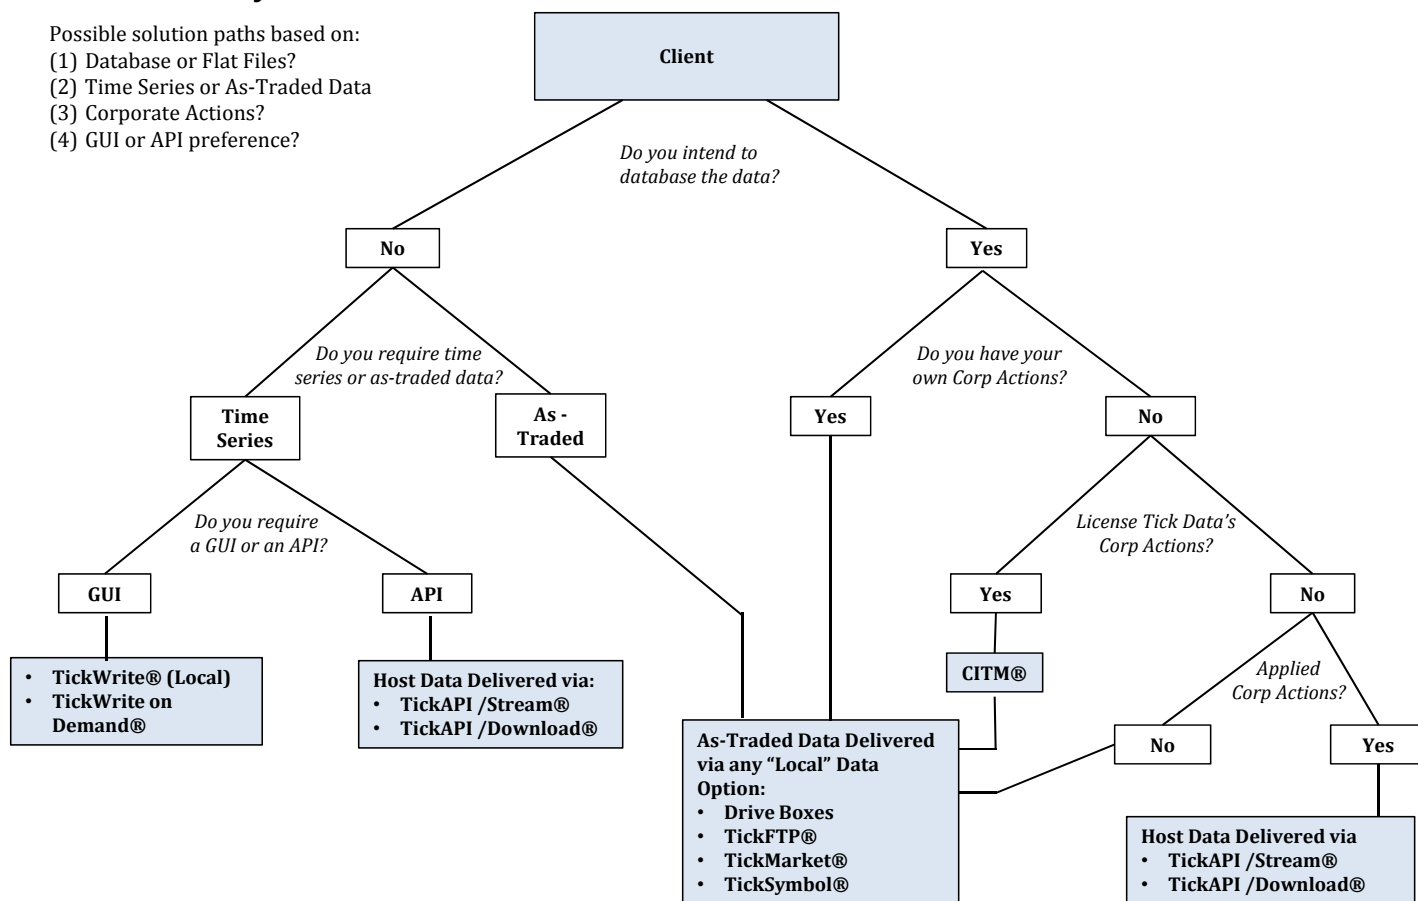 Possible solution paths based on:
(1) Database or Flat Files?
(2) Time Series or As-Traded Data
(3) Corporate Actions?
(4) GUI or API preference?
Client
Do you intend to
database the data?
No
Yes
Do you require time
series or as-traded data?
Do you have your
own Corp Actions?
Time
Series
As -
Traded
Yes
No
Do you require
a GUI or an API?
License Tick Data's
Corp Actions?
GUI
API
Yes
No
• TickWrite® (Local)
• TickWrite on
Demand®
Host Data Delivered via:
• TickAPI /Stream®
• TickAPI /Download®
CITM®
Applied
Corp Actions?
As-Traded Data Delivered
via any “Local” Data
Option:
• Drive Boxes
• TickFTP®
• TickMarket®
• TickSymbol®
No
Yes
Host Data Delivered via
• TickAPI /Stream®
• TickAPI /Download®